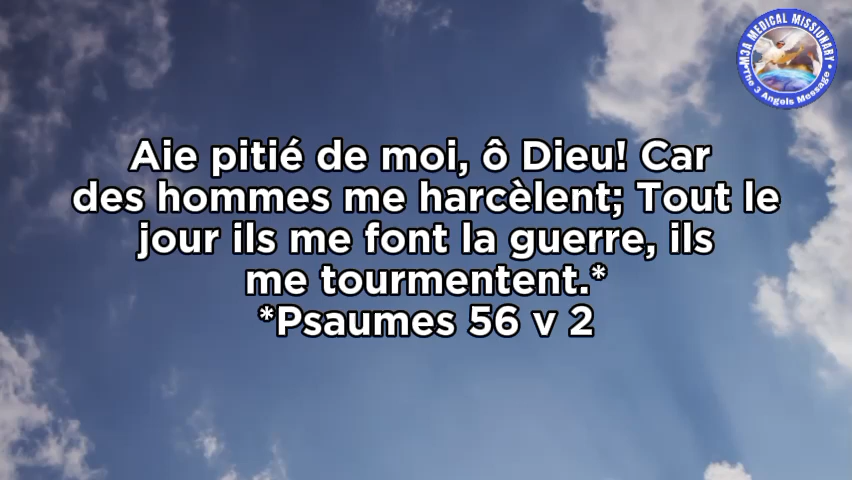 Aie pitié de moi, ô Dieu! Car
des hommes me harcèlent; Tout le
jour ils me font la guerre, ils
me tourmentent.*
*Psaumes 56 v 2
M3A MEDICAL MISSIONARY
The 3 Angels Message